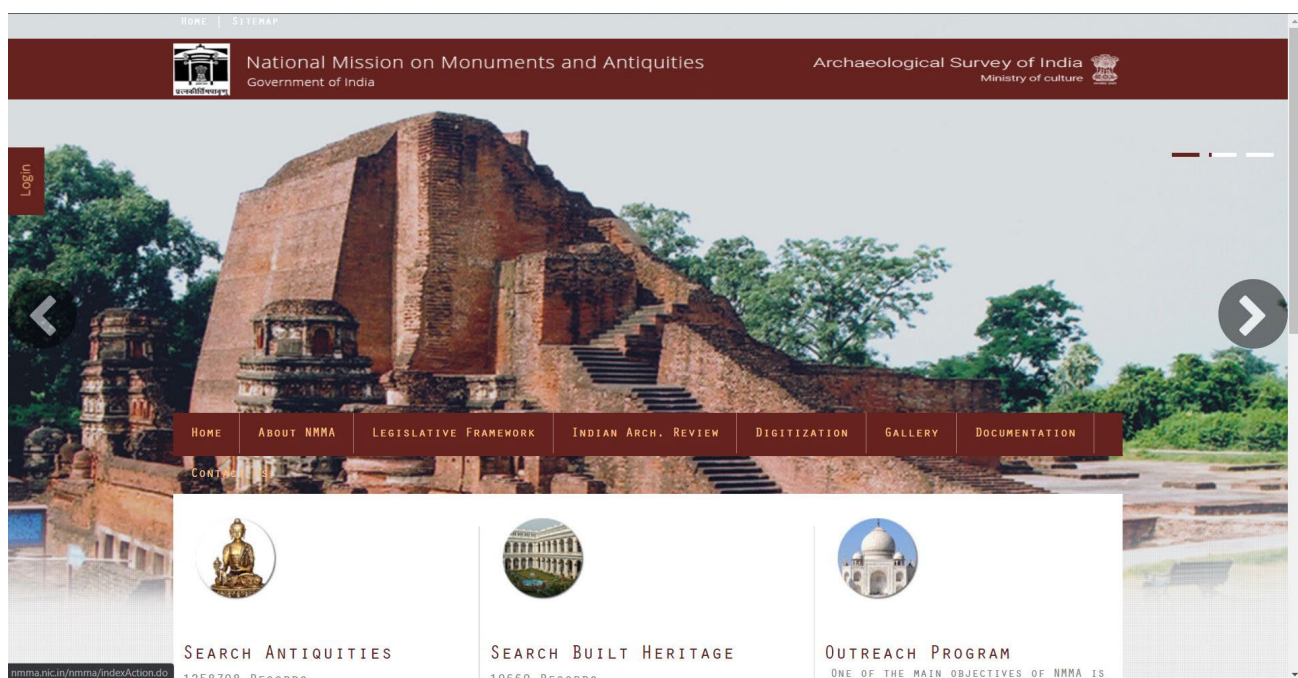 Home | Sitemap
National Mission on Monuments and Antiquities
Government of India
Archaeological Survey of India
Ministry of culture
Login
Home About NMMA Legislative Framework Indian Arch. Review Digitization Gallery Documentation
Search Antiquities
Search Built Heritage
Outreach Program
One of the main objectives of NMMA is
Records
Records
nmma.nic.in/nmma/indexAction.do